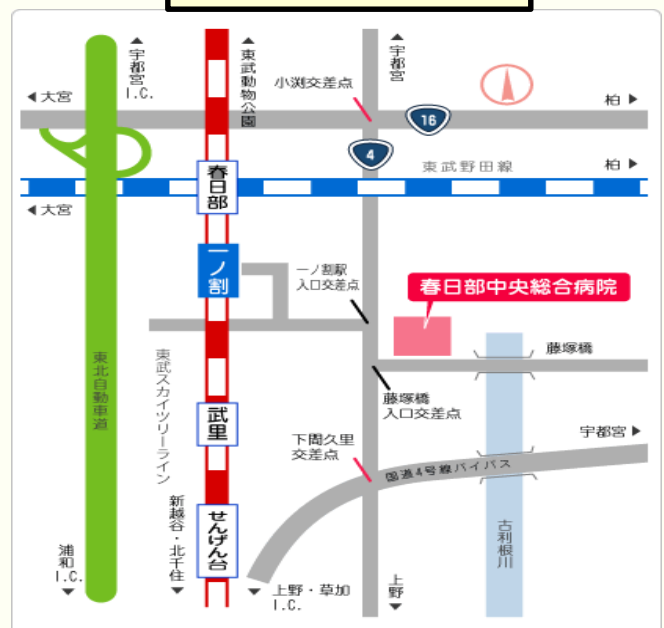 宇都宮
I.C.
東武動物公園
宇都宮
小渕交差点
大宮
柏
16
4
東武野田線
柏
春日部
大宮
一ノ割
一ノ割駅
入口交差点
春日部中央総合病院
藤塚橋
東北自動車道
東武スカイツリーライン
武里
藤塚橋
入口交差点
下間久里
交差点
宇都宮
国道4号線バイパス
新越谷・北千住
せんげん台
古利根川
浦和
I.C.
上野・草加
I.C.
上野